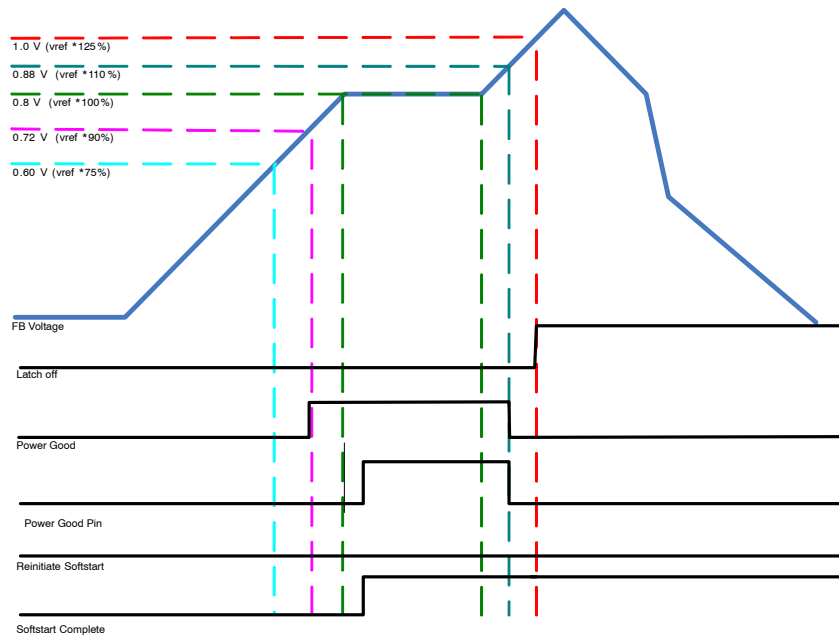 1.0 V (vref *125%)
0.88 V (vref *110%)
0.8 V (vref *100%)
0.72 V (vref *90%)
0.60 V (vref *75%)
FB Voltage
Latch off
Power Good
Power Good Pin
Reinitiate Softstart
Softstart Complete